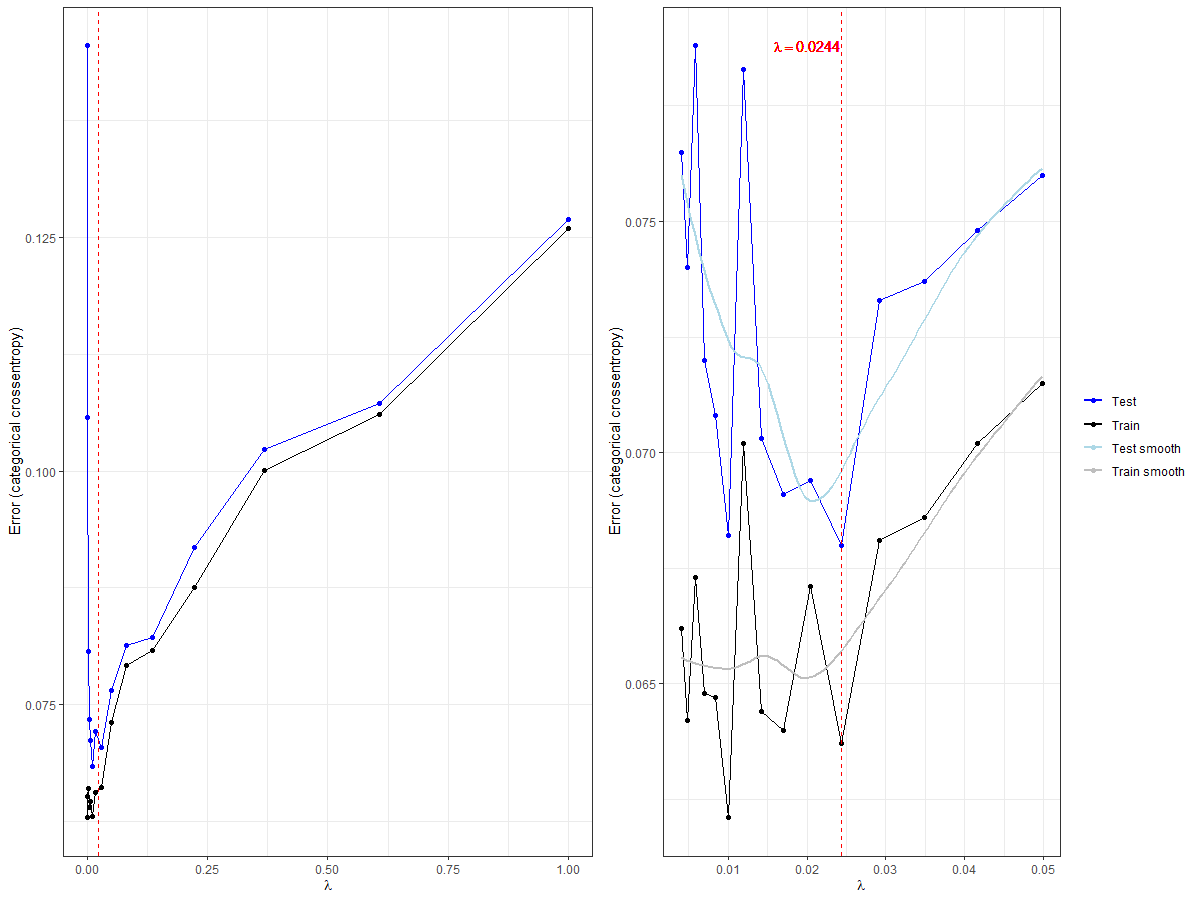 Error (categorical crossentropy)
0.125
0.100
0.075
0.00 0.25 0.50 0.75 1.00
λ
Error (categorical crossentropy)
λ = 0.0244
0.075
0.070
0.065
0.01 0.02 0.03 0.04 0.05
λ
Test
Train
Test smooth
Train smooth